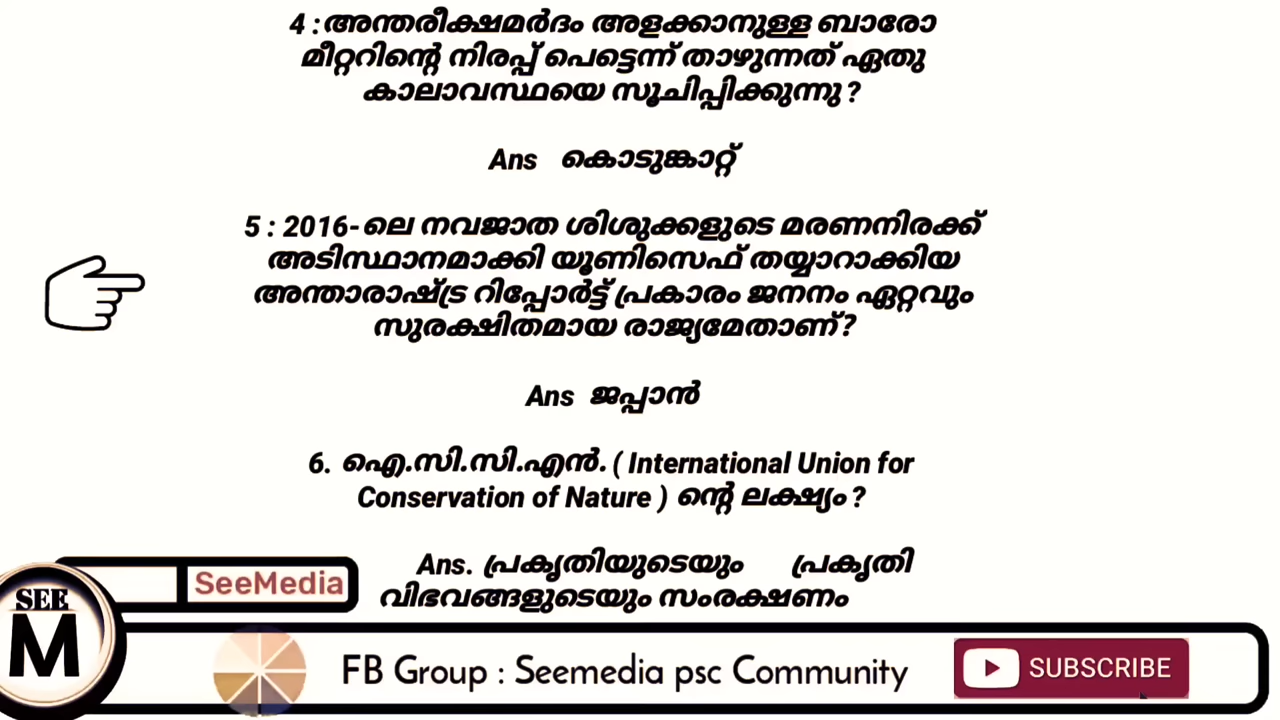 4 :അന്തരീക്ഷമർദം അളക്കാനുള്ള ബാരോ
മീറ്ററിന്റെ നിരപ്പ് പെട്ടെന്ന് താഴുന്നത് ഏതു
കാലാവസ്ഥയെ സൂചിപ്പിക്കുന്നു ?
Ans കൊടുങ്കാറ്റ്
5 : 2016-ലെ നവജാത ശിശുക്കളുടെ മരണനിരക്ക്
അടിസ്ഥാനമാക്കി യൂണിസെഫ് തയ്യാറാക്കിയ
അന്താരാഷ്ട്ര റിപ്പോർട്ട് പ്രകാരം ജനനം ഏറ്റവും
സുരക്ഷിതമായ രാജ്യമേതാണ്?
Ans ജപ്പാൻ
6. ഐ.സി.സി.എൻ. ( International Union for
Conservation of Nature ) ന്റെ ലക്ഷ്യം ?
Ans. പ്രകൃതിയുടെയും പ്രകൃതി
വിഭവങ്ങളുടെയും സംരക്ഷണം
SeeMedia
SEE
M
FB Group : Seemedia psc Community
SUBSCRIBE